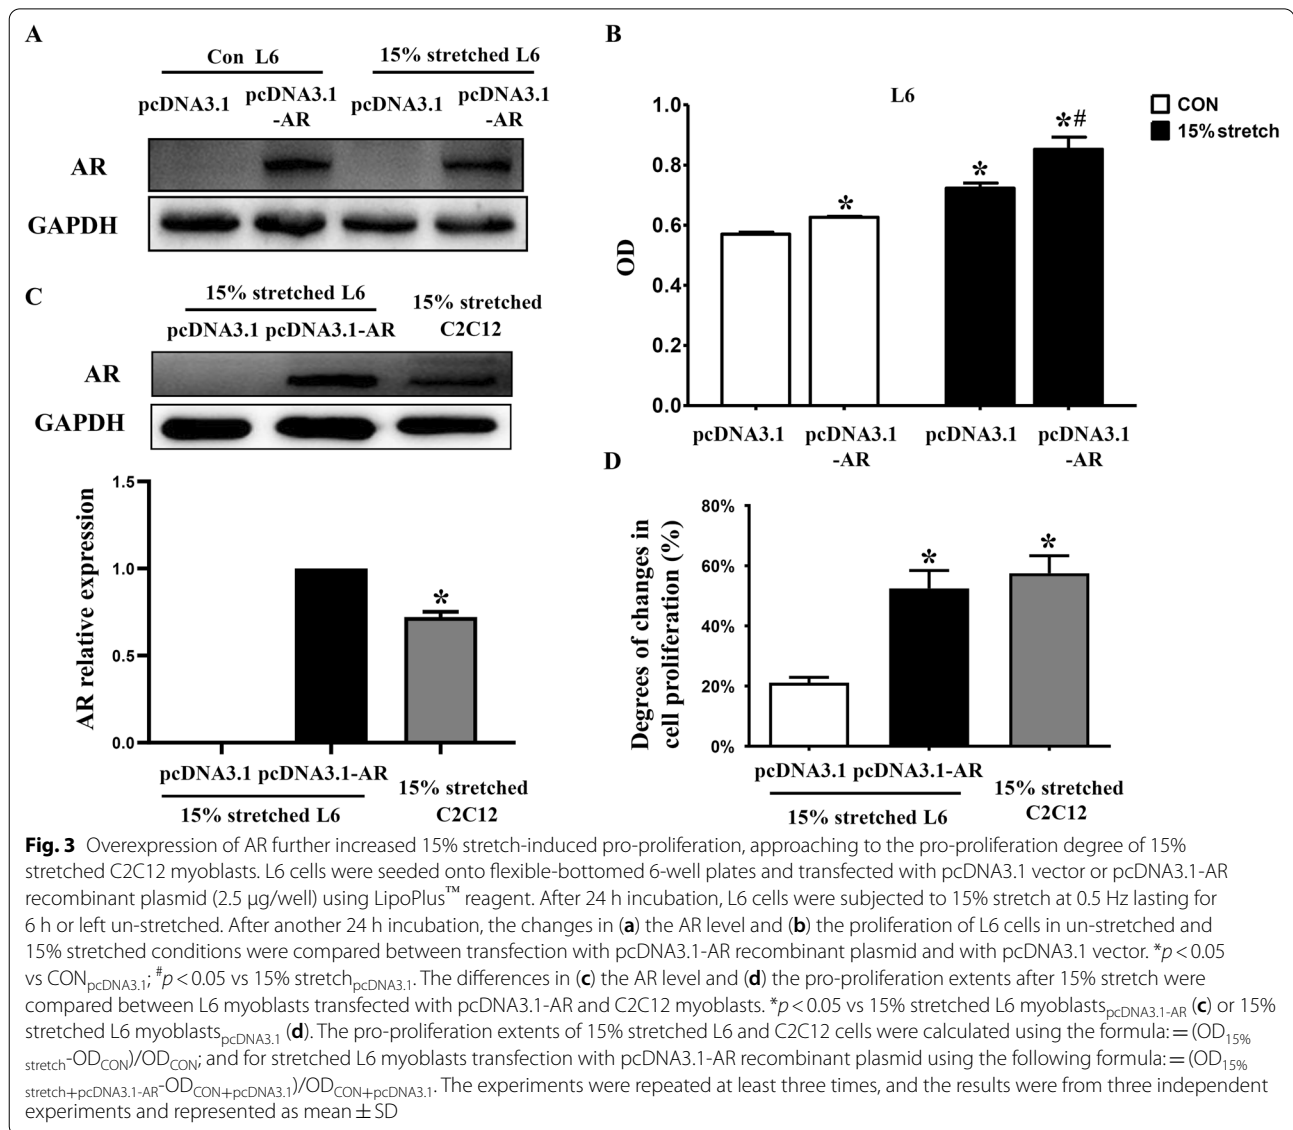 A
Con L6
15% stretched L6
pcDNA3.1
pcDNA3.1
-AR
pcDNA3.1
pcDNA3.1
-AR
AR
GAPDH
B
L6
CON
15% stretch
OD
1.0
0.8
0.6
0.4
0.2
0.0
*
*
*#
pcDNA3.1
pcDNA3.1
-AR
pcDNA3.1
pcDNA3.1
-AR
C
15% stretched L6
15% stretched
C2C12
pcDNA3.1 pcDNA3.1-AR
AR
GAPDH
AR relative expression
1.5
1.0
0.5
0.0
*
pcDNA3.1 pcDNA3.1-AR
15% stretched L6
15% stretched
C2C12
D
Degrees of changes in
cell proliferation (%)
80%
60%
40%
20%
0%
*
*
pcDNA3.1 pcDNA3.1-AR
15% stretched L6
15% stretched
C2C12
Fig. 3 Overexpression of AR further increased 15% stretch-induced pro-proliferation, approaching to the pro-proliferation degree of 15%
stretched C2C12 myoblasts. L6 cells were seeded onto flexible-bottomed 6-well plates and transfected with pcDNA3.1 vector or pcDNA3.1-AR
recombinant plasmid (2.5 μg/well) using LipoPlus™ reagent. After 24 h incubation, L6 cells were subjected to 15% stretch at 0.5 Hz lasting for
6 h or left un-stretched. After another 24 h incubation, the changes in (a) the AR level and (b) the proliferation of L6 cells in un-stretched and
15% stretched conditions were compared between transfection with pcDNA3.1-AR recombinant plasmid and with pcDNA3.1 vector. *p < 0.05
vs CONpcDNA3.1; #p < 0.05 vs 15% stretchpcDNA3.1. The differences in (c) the AR level and (d) the pro-proliferation extents after 15% stretch were
compared between L6 myoblasts transfected with pcDNA3.1-AR and C2C12 myoblasts. *p < 0.05 vs 15% stretched L6 myoblastspcDNA3.1-AR (c) or 15%
stretched L6 myoblastspcDNA3.1 (d). The pro-proliferation extents of 15% stretched L6 and C2C12 cells were calculated using the formula: = (OD15%
stretch-ODCON)/ODCON; and for stretched L6 myoblasts transfection with pcDNA3.1-AR recombinant plasmid using the following formula: = (OD15%
stretch+pcDNA3.1-AR-ODCON+pcDNA3.1)/ODCON+pcDNA3.1. The experiments were repeated at least three times, and the results were from three independent
experiments and represented as mean ± SD